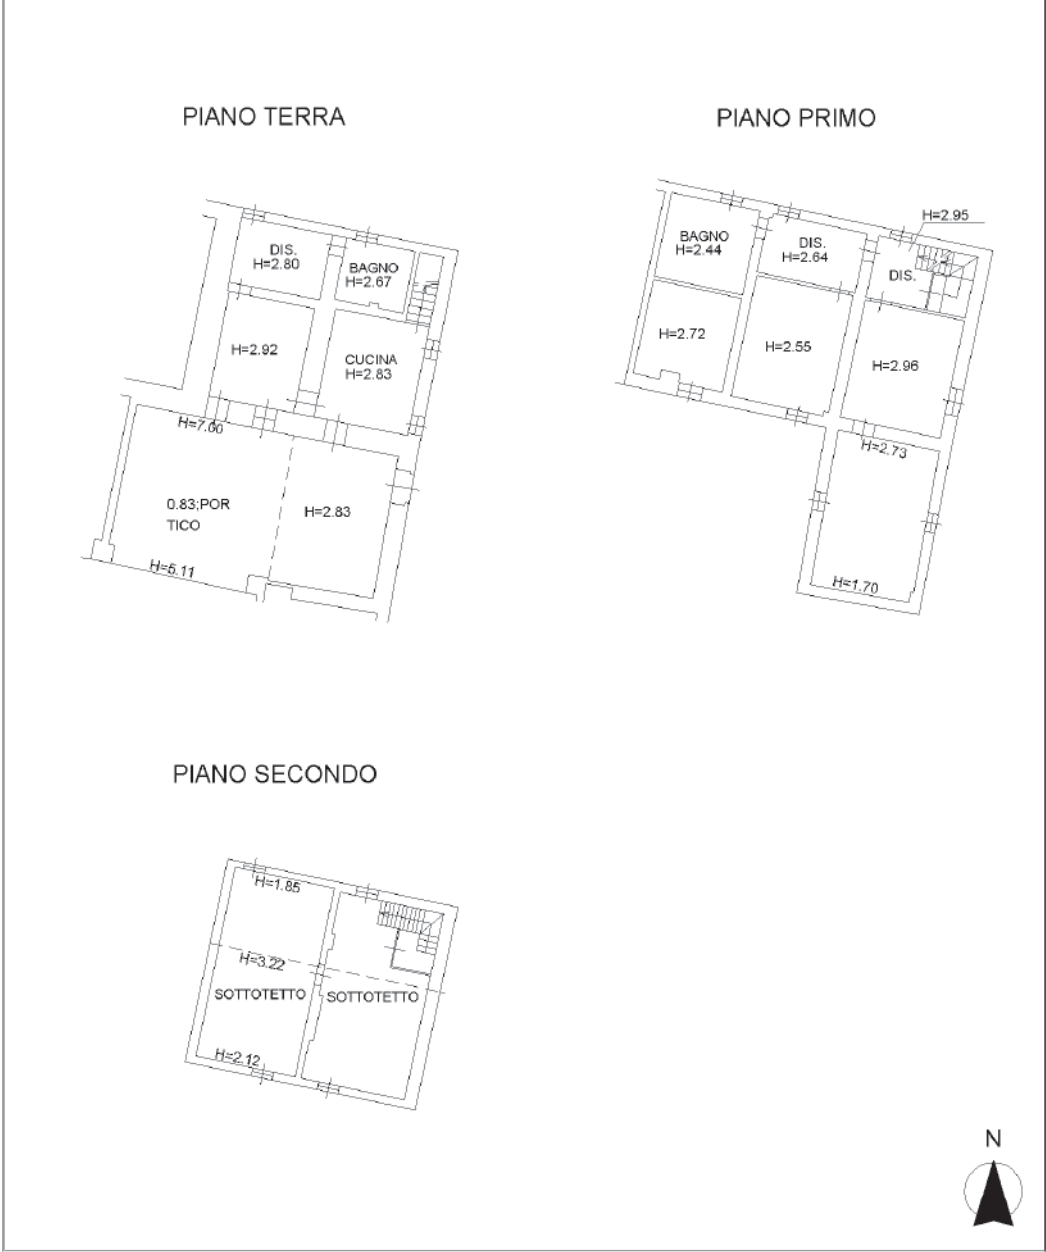 PIANO TERRA
DIS.
H=2.80
BAGNO
H=2.67
H=2.92
CUCINA
H=2.83
H=7.00
0.83;POR
TICO
H=2.83
H=5.11
PIANO PRIMO
H=2.95
BAGNO
H=2.44
DIS.
H=2.64
DIS.
H=2.72
H=2.55
H=2.96
H=2.73
H=1.70
PIANO SECONDO
H=1.85
H=3.22
SOTTOTETTO
SOTTOTETTO
H=2.12
N